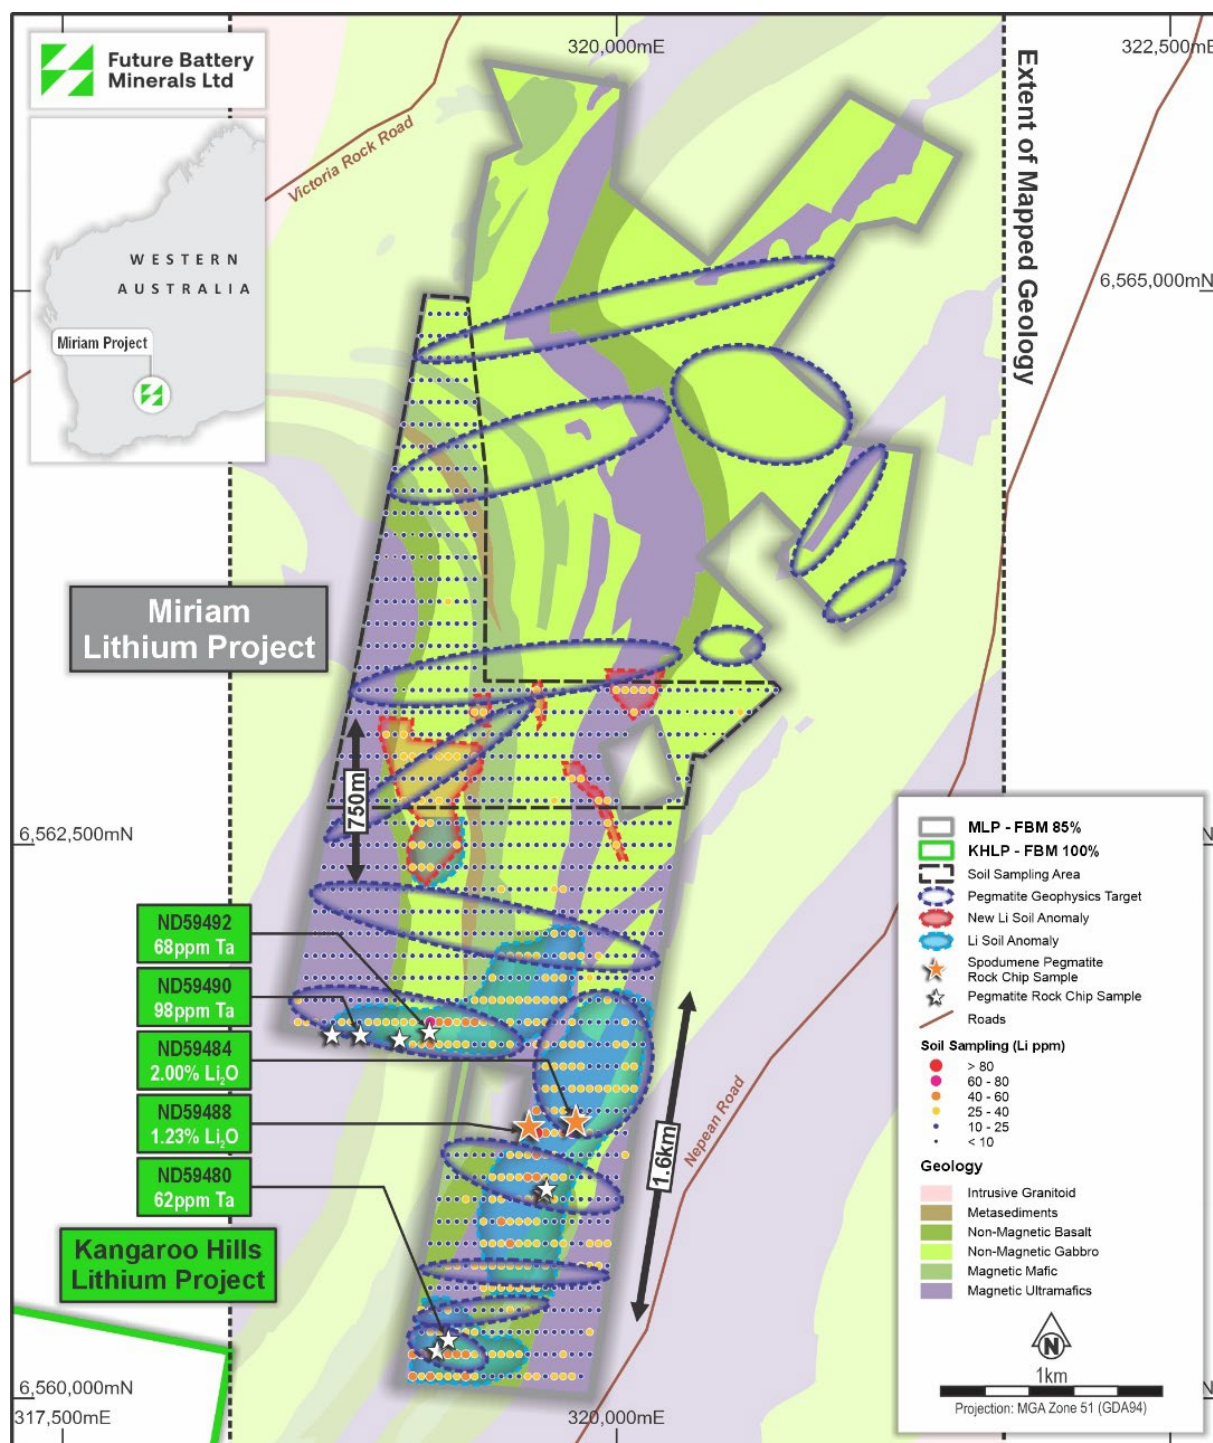 320,000mE
322,500mE
Future Battery
Minerals Ltd
WESTERN
AUSTRALIA
Miriam Project
Victoria Rock Road
Extent of Mapped Geology
6,565,000mN
Miriam
Lithium Project
750m
6,562,500mN
ND59492
68ppm Ta
ND59490
98ppm Ta
ND59484
2.00% Li₂O
ND59488
1.23% Li₂O
ND59480
62ppm Ta
Kangaroo Hills
Lithium Project
1.6km
Nepean Road
MLP - FBM 85%
KHLP - FBM 100%
Soil Sampling Area
Pegmatite Geophysics Target
New Li Soil Anomaly
Li Soil Anomaly
Spodumene Pegmatite
Rock Chip Sample
Pegmatite Rock Chip Sample
Roads
Soil Sampling (Li ppm)
> 80
60 - 80
40 - 60
25 - 40
10 - 25
< 10
Geology
Intrusive Granitoid
Metasediments
Non-Magnetic Basalt
Non-Magnetic Gabbro
Magnetic Mafic
Magnetic Ultramafics
N
1km
Projection: MGA Zone 51 (GDA94)
N
N
6,560,000mN
317,500mE
320,000mE